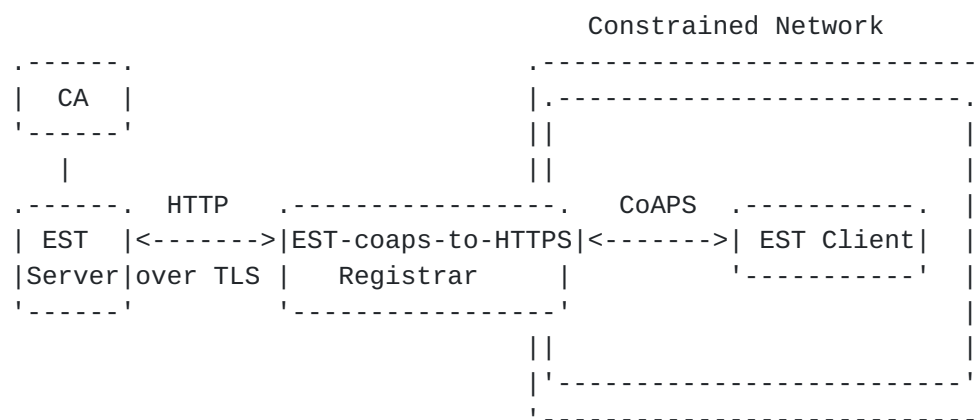 Constrained Network
CA
HTTP CoAPS
EST EST-coaps-to-HTTPS EST Client
Server over TLS Registrar